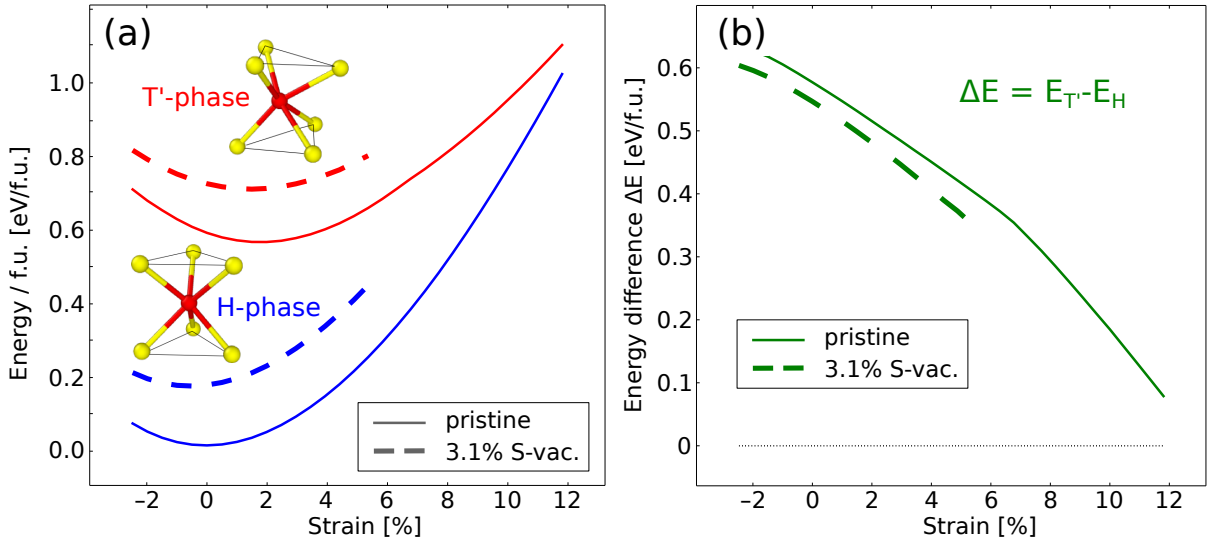 (a)
T'-phase
H-phase
pristine
3.1% S-vac.
Energy / f.u. [eV/f.u.]
1.0
0.8
0.6
0.4
0.2
0.0
−2 0 2 4 6 8 10 12
Strain [%]
(b)
ΔE = E_T'-E_H
pristine
3.1% S-vac.
Energy difference ΔE [eV/f.u.]
0.6
0.5
0.4
0.3
0.2
0.1
0
−2 0 2 4 6 8 10 12
Strain [%]